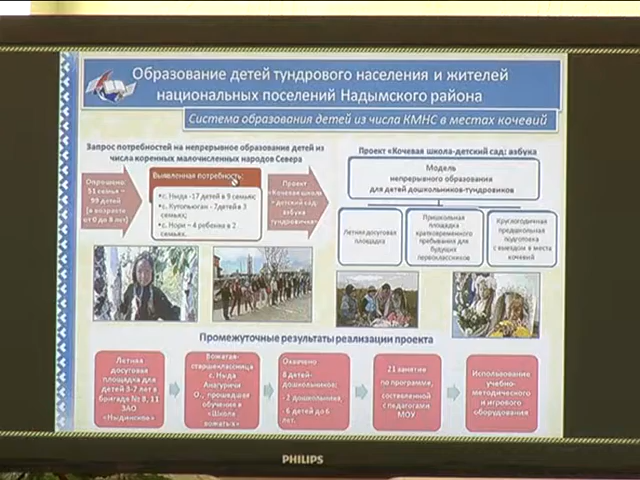 Образование детей тундрового населения и жителей
национальных поселений Надымского района
Система образования детей из числа КМНС в местах кочевий
Запрос потребностей на непрерывное образование детей из
числа коренных малочисленных народов Севера
Опрошено:
51 семья –
99 детей
(в возрасте
от 0 до 8 лет)
Выявленная потребность:
•с. Ныда -17 детей в 9 семьях;
•с. Кутопьюган - 7детей в 3
семьях;
•с. Нори – 4 ребенка в 2
семьях.
Проект
«Кочевая школа
– детский сад:
азбука
тундровичка»
Проект «Кочевая школа-детский сад: азбука
Модель
непрерывного образования
для детей дошкольников-тундровиков
Летняя досуговая
площадка
Пришкольная
площадка
кратковременного
пребывания для
будущих
первоклассников
Круглогодичная
предшкольная
подготовка
с выездом в места
кочевий
Промежуточные результаты реализации проекта
Летняя
досуговая
площадка для
детей 3-7 лет в
бригаде № 8, 11
ЗАО
«Ныдинское»
Вожатая-
старшеклассница
с. Ныда
Анагуричи
О., прошедшая
обучение в
«Школе
вожатых»
Охвачено
8 детей-
дошкольников;
- 2 дошкольника,
- 6 детей до 6
лет.
21 занятие
по программе,
составленной
с педагогами
МОУ
Использование
учебно-
методического
и игрового
оборудования
PHILIPS